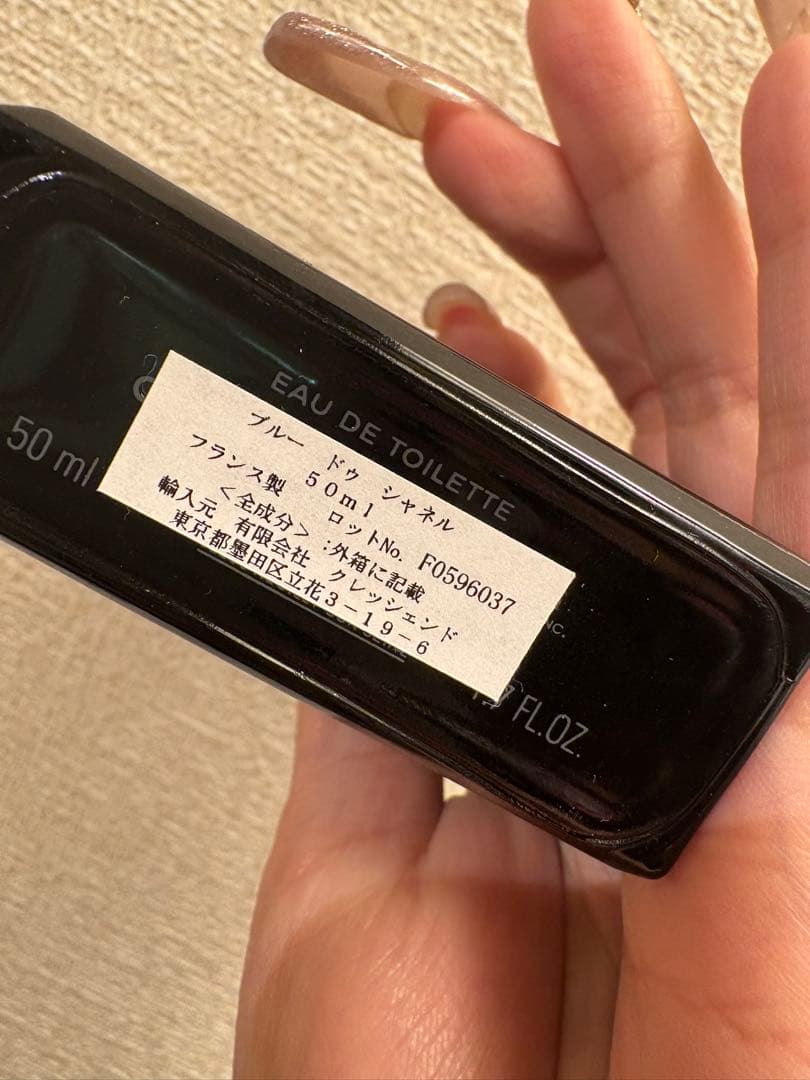 EAU DE TOILETTE
50 ml
ブルー ドゥ シャネル
50ml
フランス製 ロットNo. F0596037
<全成分> :外箱に記載
輸入元 有限会社 クレッシェンド
東京都墨田区立花3-19-6
NC.
FL.OZ.